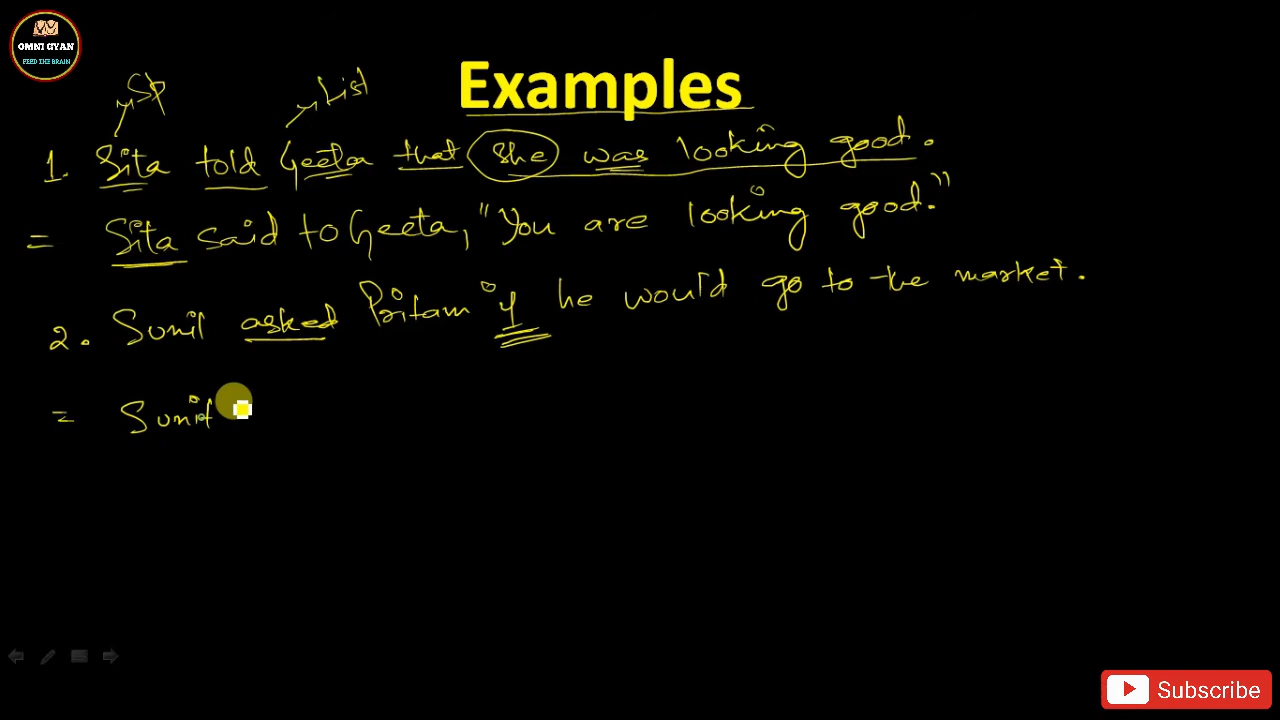 OMNI GYAN
FEED THE BRAIN
Examples
Sp
List
1. Sita told Geeta that she was looking good.
= Sita said to Geeta, "You are looking good."
2. Sunil asked Pritam if he would go to the market.
= Sunil
Subscribe